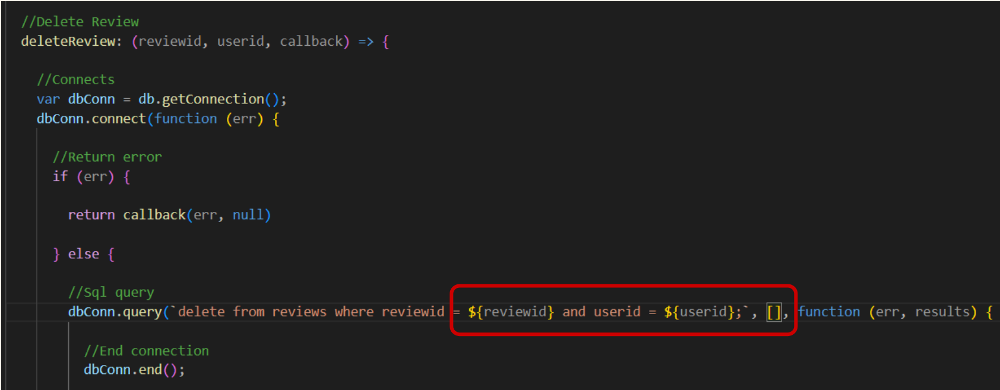 //Delete Review
deleteReview: (reviewid, userid, callback) => {
//Connects
var dbConn = db.getConnection();
dbConn.connect(function (err) {
//Return error
if (err) {
return callback(err, null)
} else {
//Sql query
dbConn.query(`delete from reviews where reviewid = ${reviewid} and userid = ${userid};`, [], function (err, results) {
//End connection
dbConn.end();